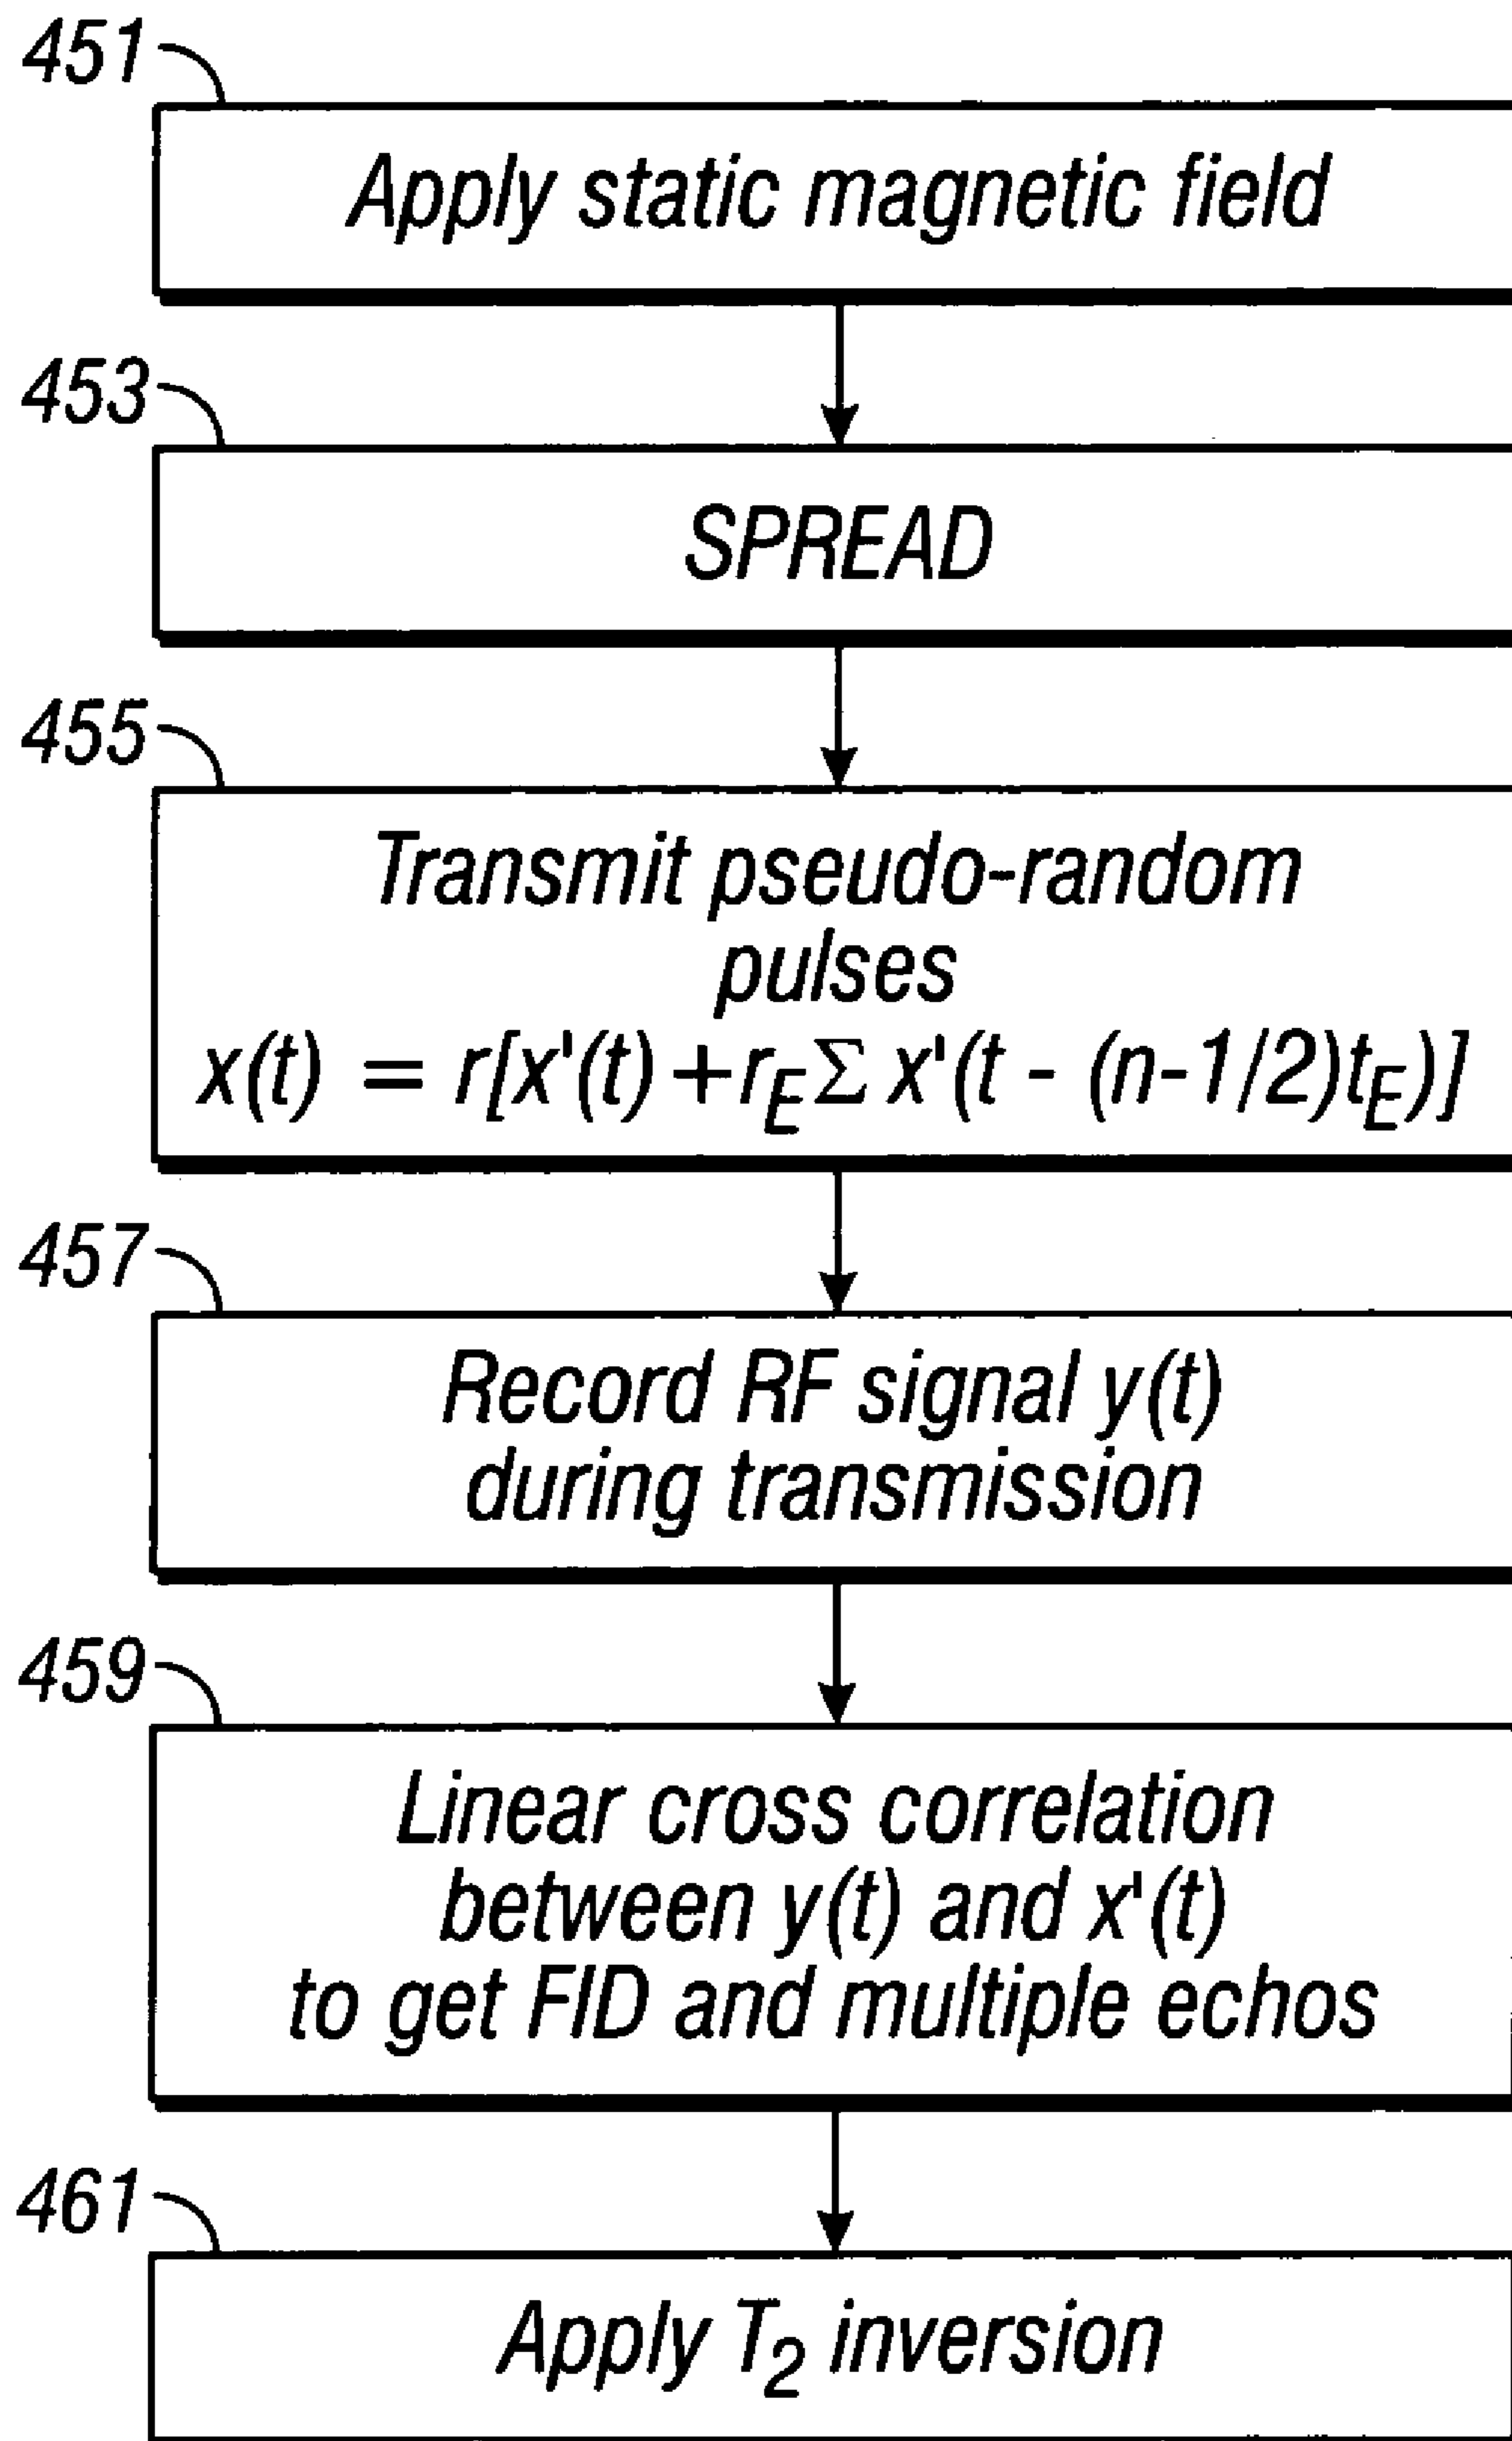 451
Apply static magnetic field
453
SPREAD
455
Transmit pseudo-random
pulses
x(t) = r[x'(t) + r_E Σ x'(t - (n-1/2)t_E)]
457
Record RF signal y(t)
during transmission
459
Linear cross correlation
between y(t) and x'(t)
to get FID and multiple echos
461
Apply T₂ inversion